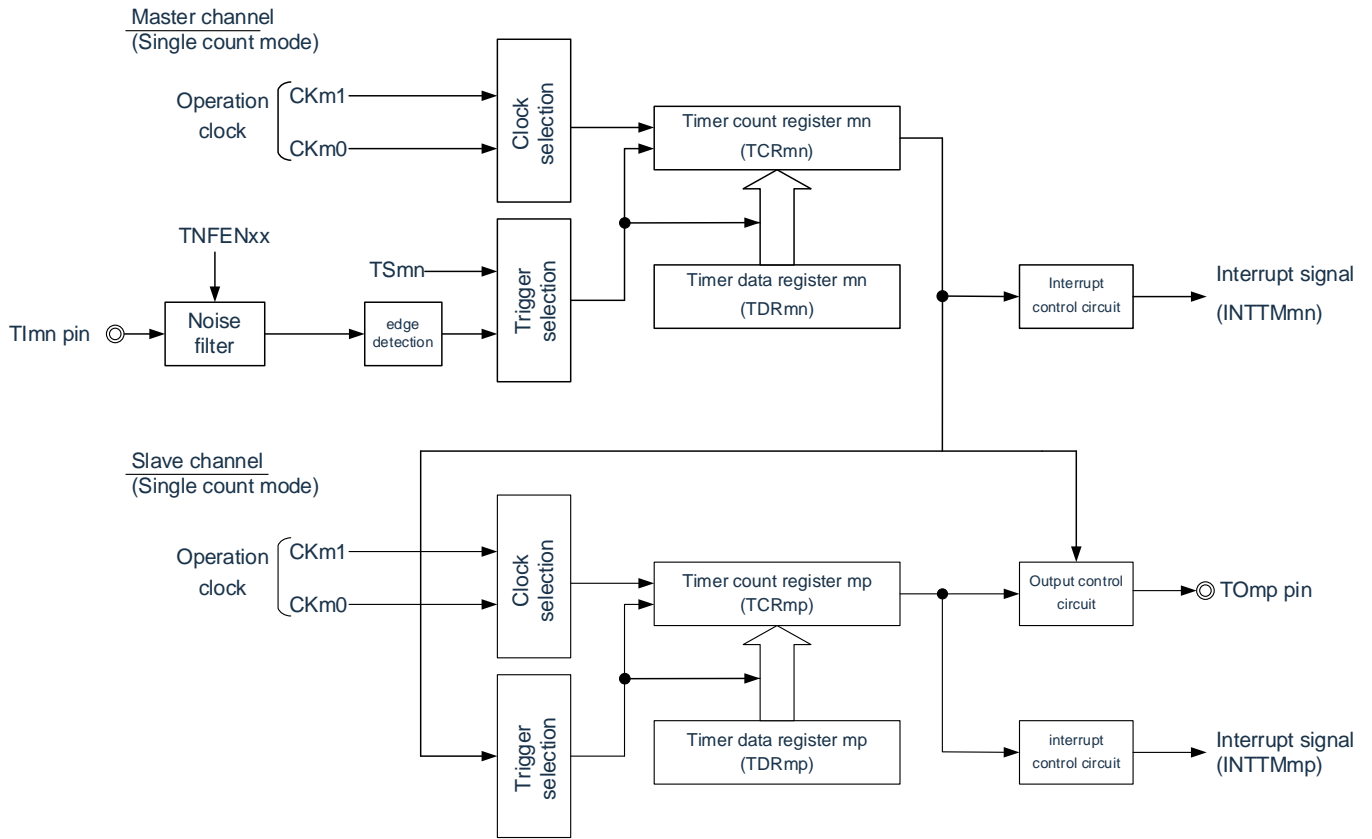 Master channel
(Single count mode)
Operation
clock
CKm1
CKm0
Clock
selection
Timer count register mn
(TCRmn)
TNFENxx
TSmn
TImn pin
Noise
filter
edge
detection
Trigger
selection
Timer data register mn
(TDRmn)
Interrupt
control circuit
Interrupt signal
(INTTMmn)
Slave channel
(Single count mode)
Operation
clock
CKm1
CKm0
Clock
selection
Timer count register mp
(TCRmp)
Output control
circuit
TOmp pin
Trigger
selection
Timer data register mp
(TDRmp)
interrupt
control circuit
Interrupt signal
(INTTMmp)